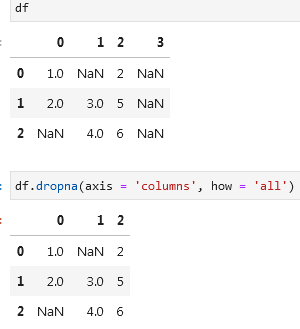 df
0 1 2 3
0 1.0 NaN 2 NaN
1 2.0 3.0 5 NaN
2 NaN 4.0 6 NaN
df.dropna(axis = 'columns', how = 'all')
0 1 2
0 1.0 NaN 2
1 2.0 3.0 5
2 NaN 4.0 6